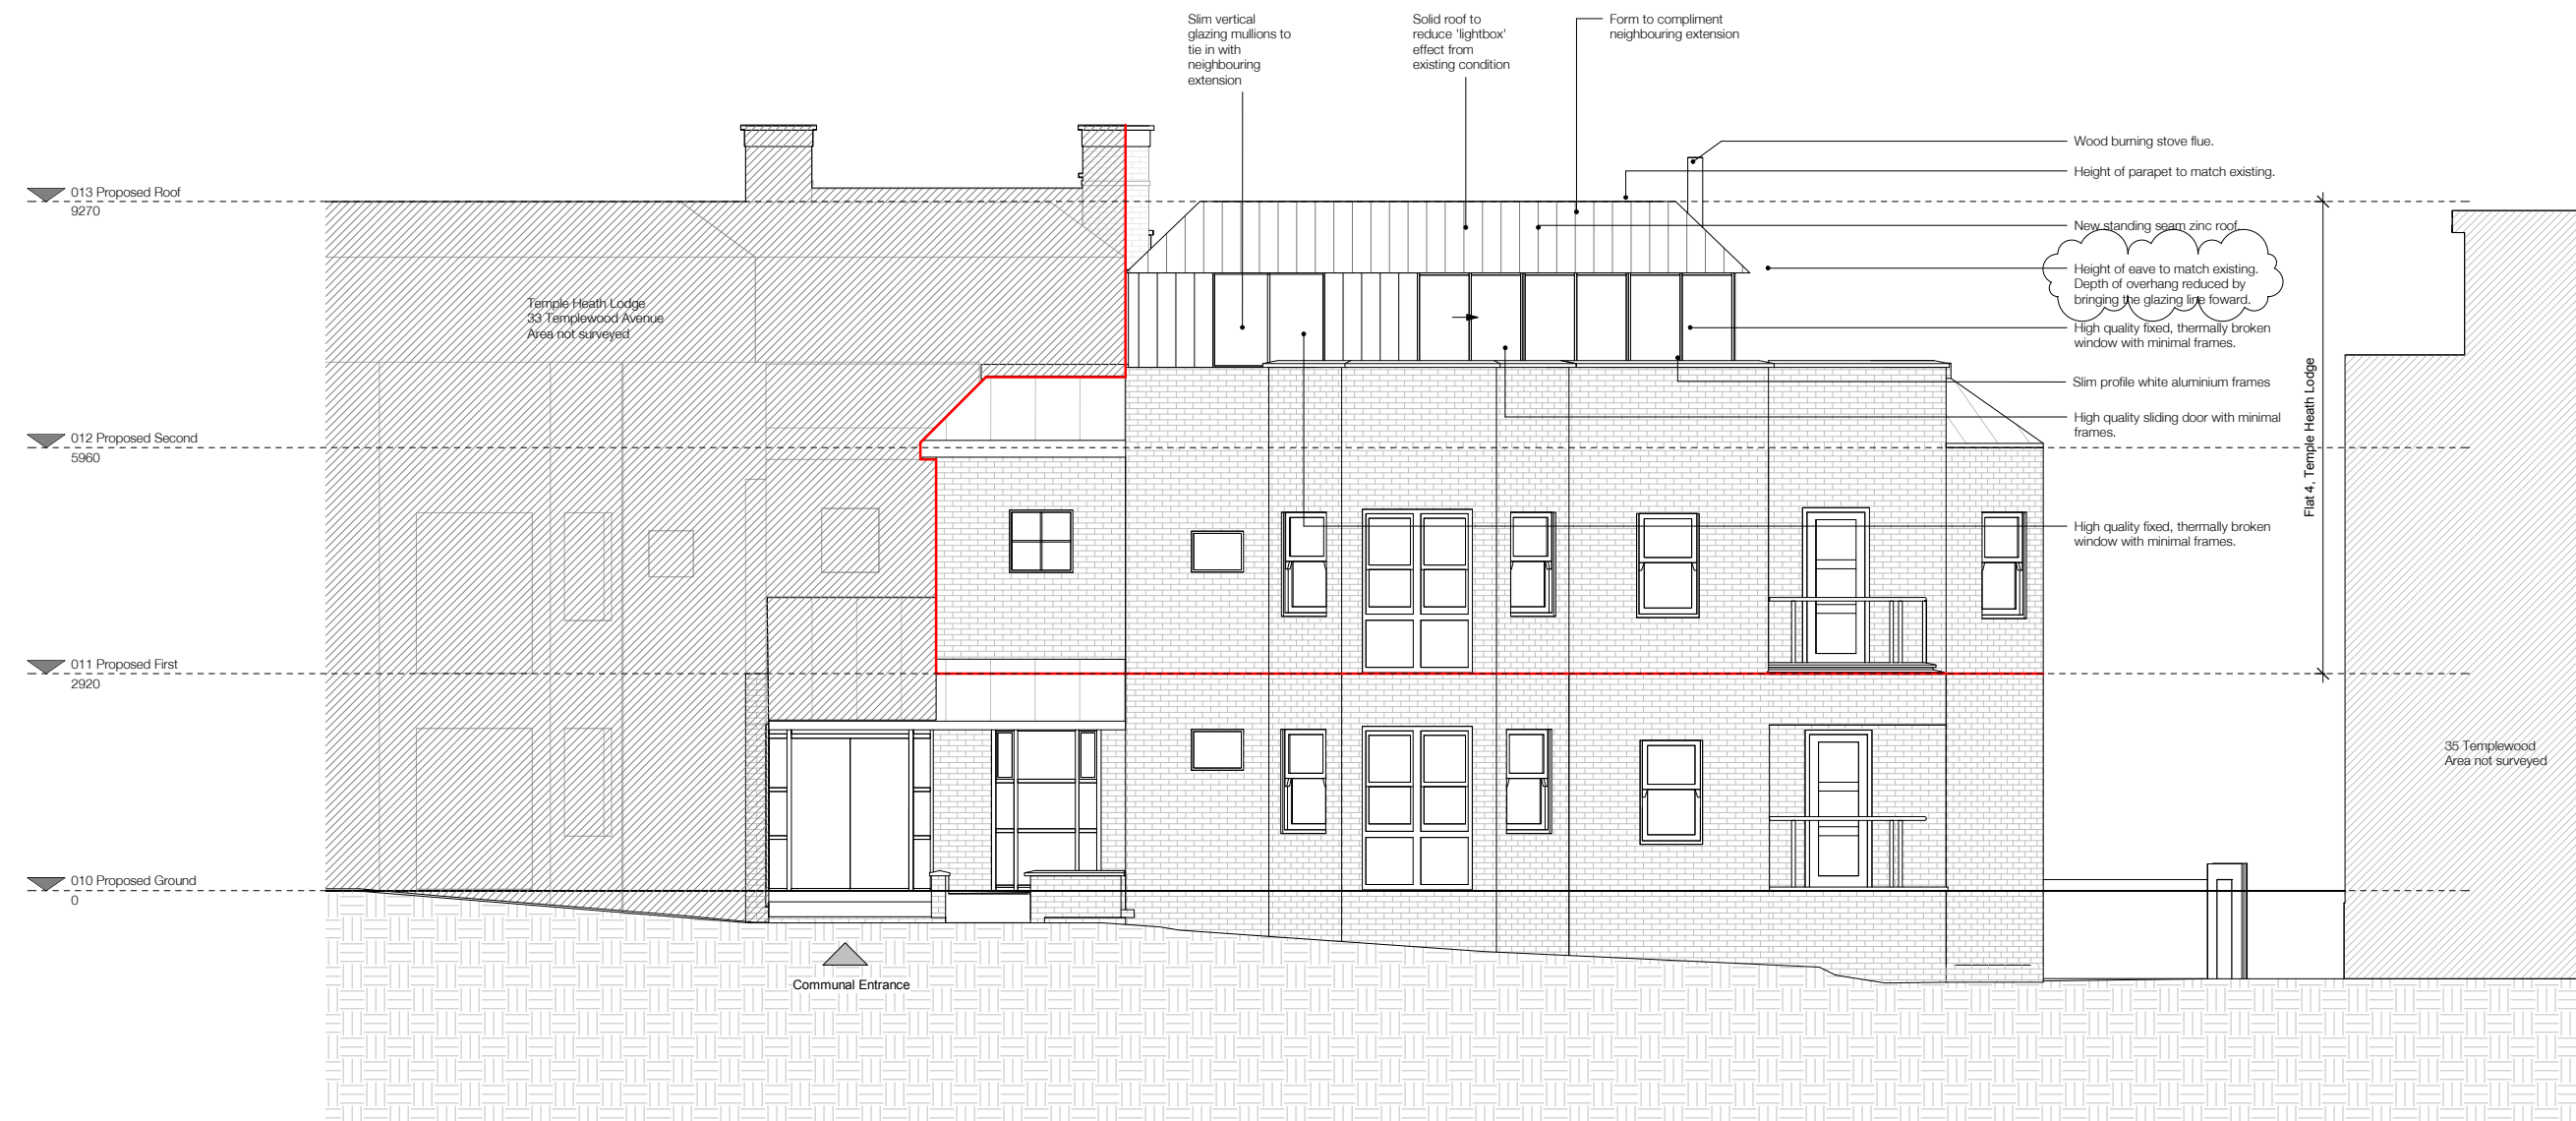 Slim vertical
glazing mullions to
tie in with
neighbouring
extension
Solid roof to
reduce 'lightbox'
effect from
existing condition
Form to compliment
neighbouring extension
Wood burning stove flue.
Height of parapet to match existing.
New standing seam zinc roof.
Height of eave to match existing.
Depth of overhang reduced by
bringing the glazing line foward.
High quality fixed, thermally broken
window with minimal frames.
Slim profile white aluminium frames
High quality sliding door with minimal
frames.
High quality fixed, thermally broken
window with minimal frames.
Flat 4, Temple Heath Lodge
013 Proposed Roof
9270
Temple Heath Lodge
33 Templewood Avenue
Area not surveyed
012 Proposed Second
5960
011 Proposed First
2920
35 Templewood
Area not surveyed
010 Proposed Ground
0
Communal Entrance